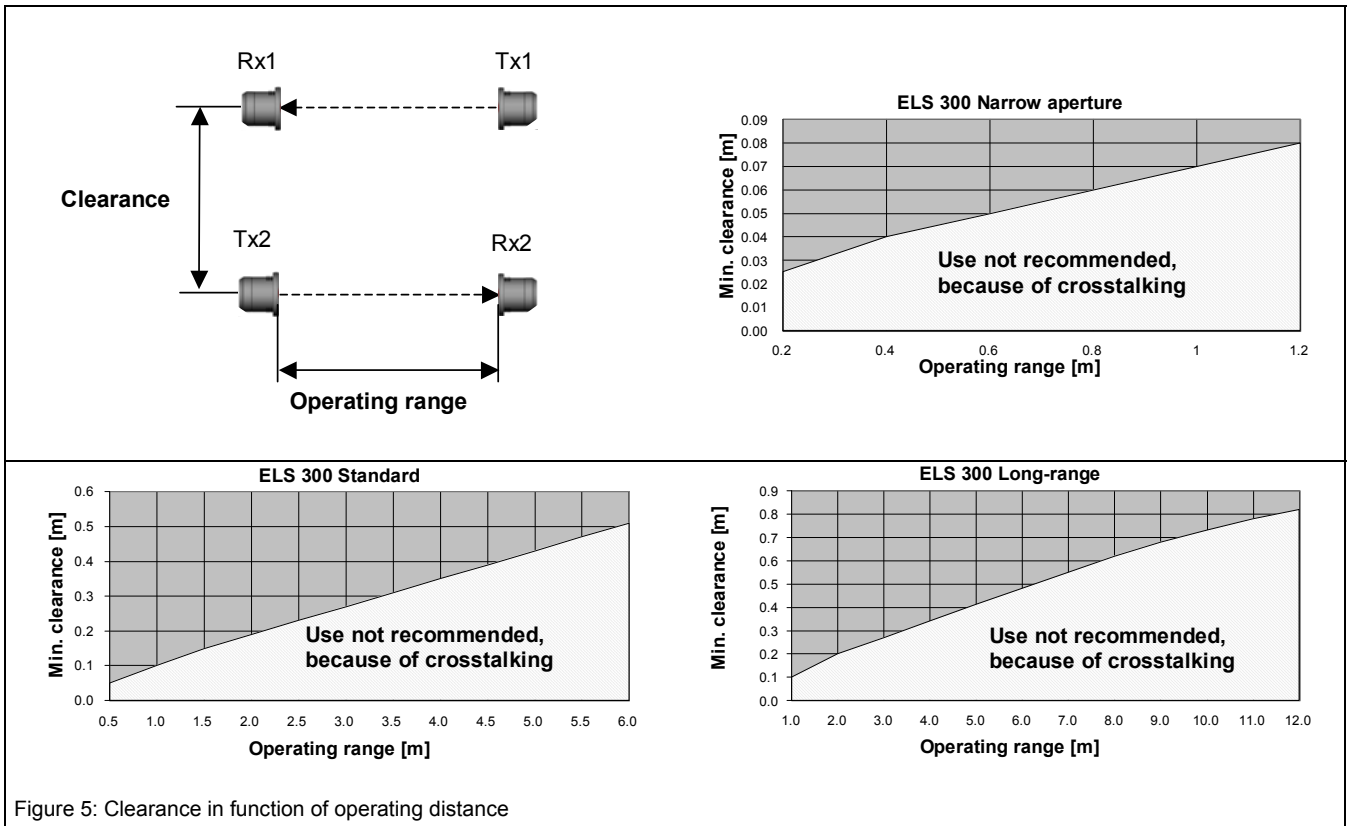 Rx1 Tx1
Clearance
Tx2 Rx2
Operating range
ELS 300 Narrow aperture
Min. clearance [m]
0.09
0.08
0.07
0.06
0.05
0.04
0.03
0.02
0.01
0.00
Use not recommended,
because of crosstalking
0.2 0.4 0.6 0.8 1 1.2
Operating range [m]
ELS 300 Standard
Min. clearance [m]
0.6
0.5
0.4
0.3
0.2
0.1
0.0
Use not recommended,
because of crosstalking
0.5 1.0 1.5 2.0 2.5 3.0 3.5 4.0 4.5 5.0 5.5 6.0
Operating range [m]
ELS 300 Long-range
Min. clearance [m]
0.9
0.8
0.7
0.6
0.5
0.4
0.3
0.2
0.1
0.0
Use not recommended,
because of crosstalking
1.0 2.0 3.0 4.0 5.0 6.0 7.0 8.0 9.0 10.0 11.0 12.0
Operating range [m]
Figure 5: Clearance in function of operating distance